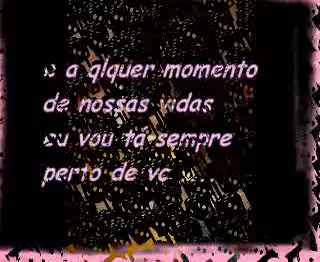 e a qlquer momento
de nossas vidas
eu vou tá sempre
perto de vc ....